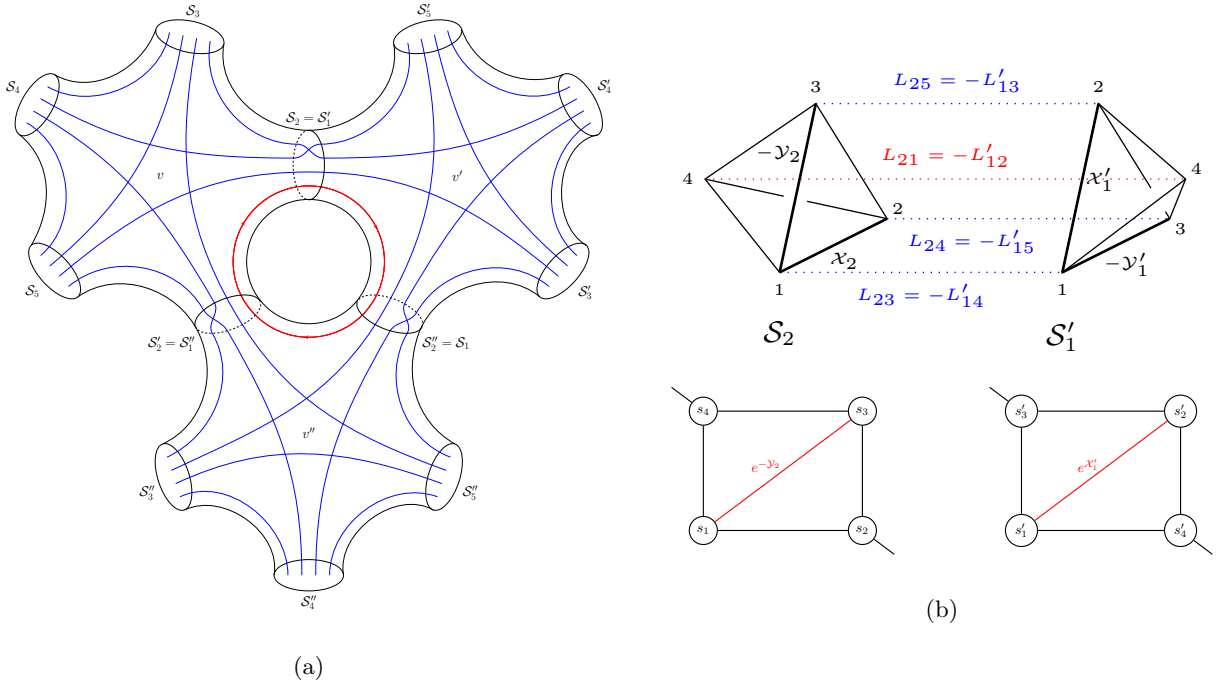 S₃
S′₅
S₄
S′₄
S₂ = S′₁
v
v′
S₅
S′₃
S′₂ = S″₁
S″₂ = S₁
v″
S″₃
S″₅
S″₄
(a)
3
L₂₅ = −L′₁₃
2
−𝒴₂
L₂₁ = −L′₁₂
𝒳′₁
4
4
2
L₂₄ = −L′₁₅
3
𝒳₂
−𝒴′₁
1
L₂₃ = −L′₁₄
1
𝒮₂
𝒮′₁
s₄
s₃
s′₃
s′₂
e^{−𝒴₂}
e^{𝒳′₁}
s₁
s₂
s′₁
s′₄
(b)